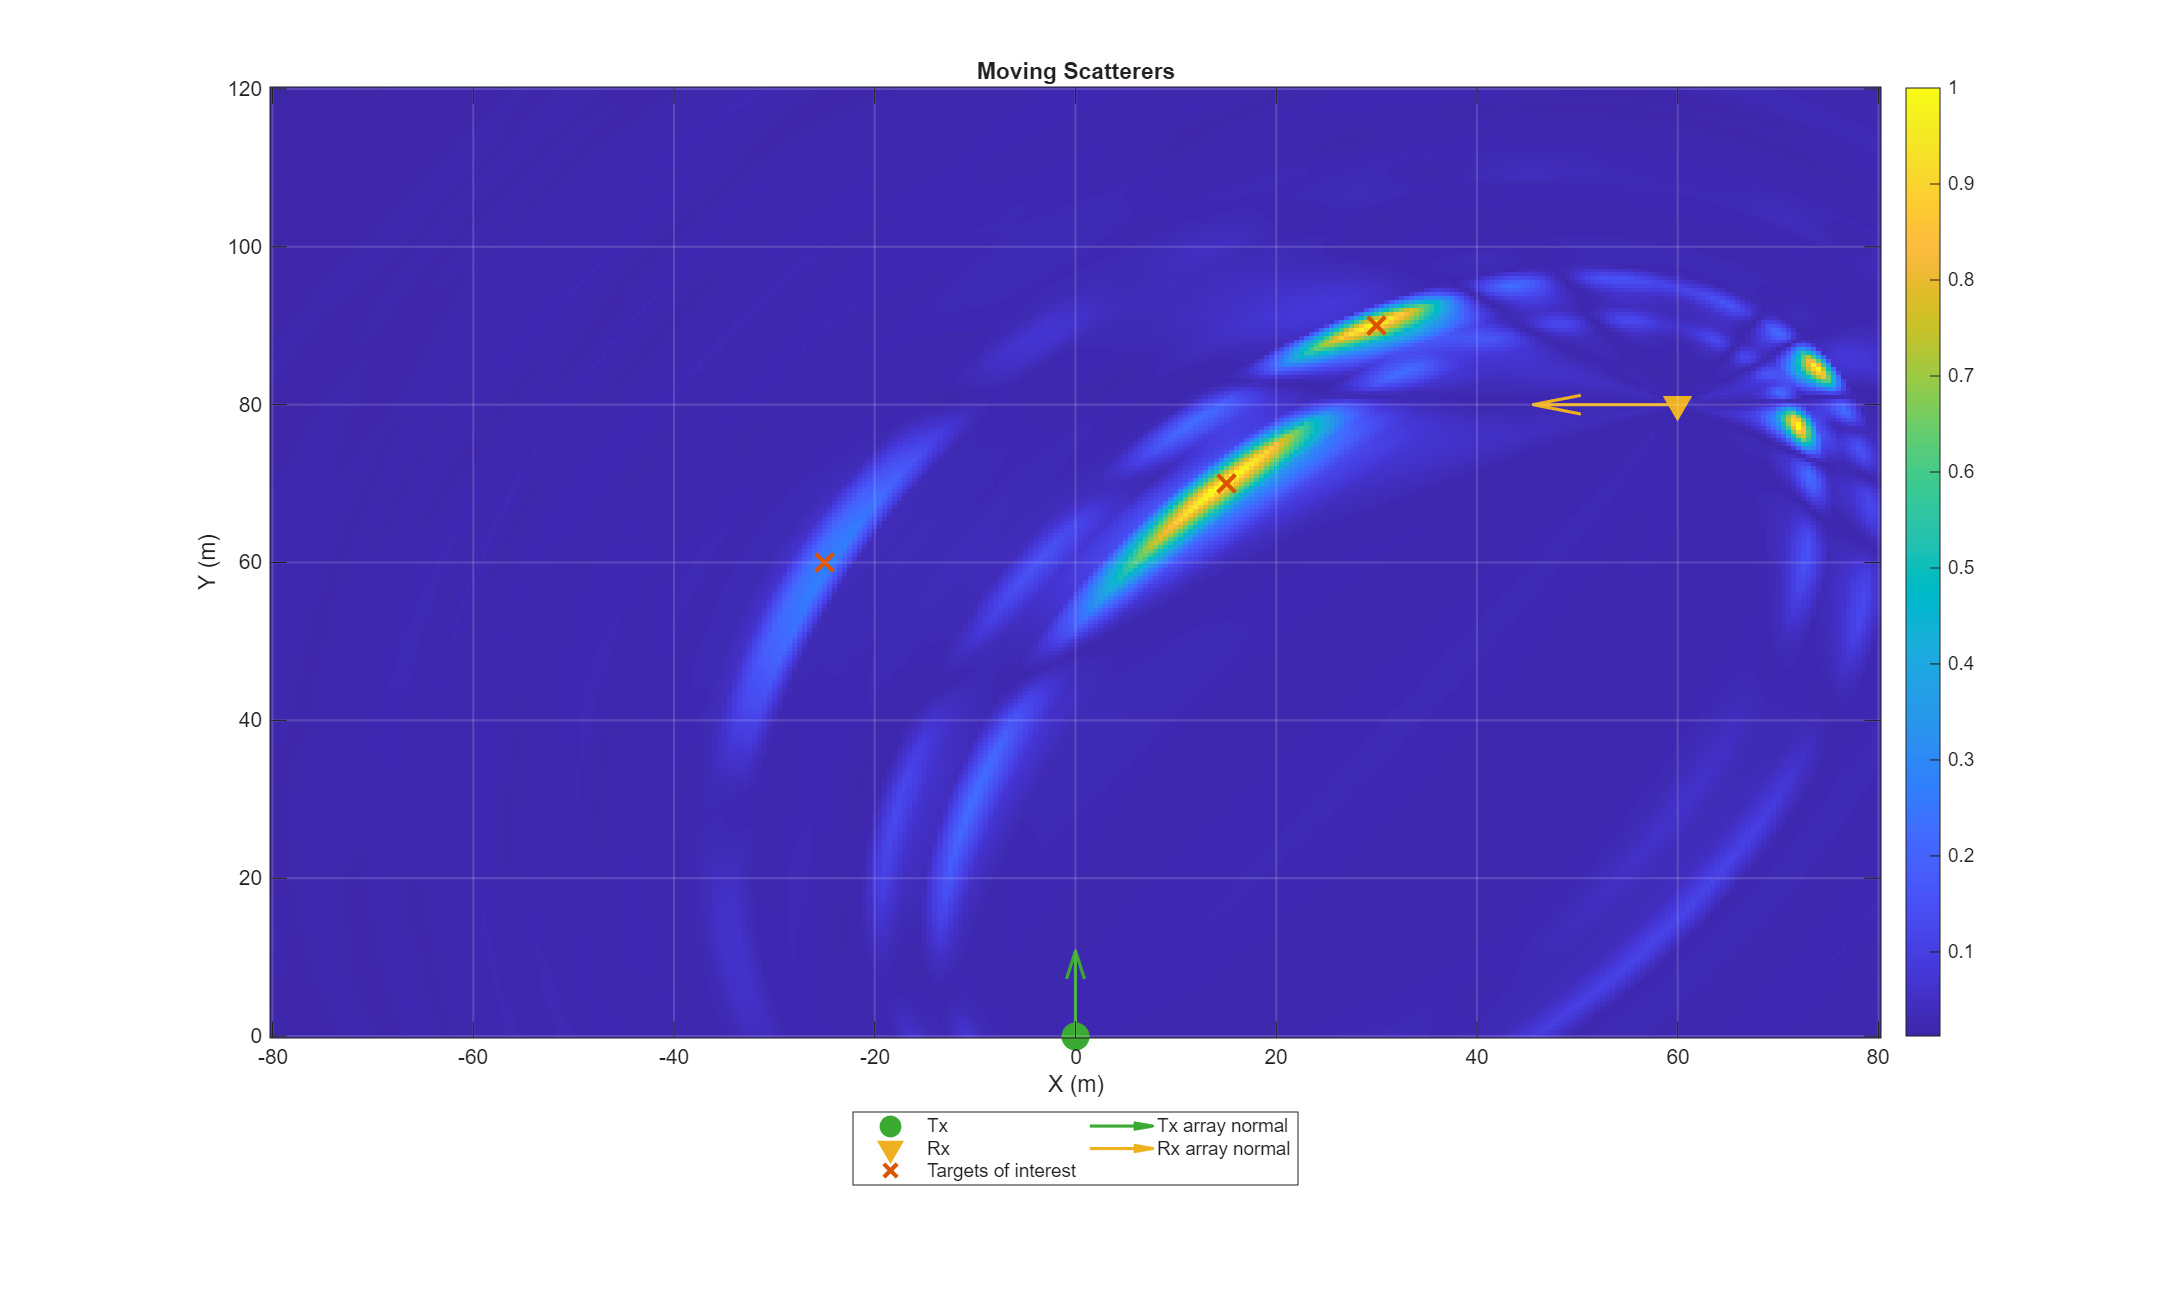 Moving Scatterers
120
100
80
60
40
20
0
Y (m)
-80 -60 -40 -20 0 20 40 60 80
X (m)
1
0.9
0.8
0.7
0.6
0.5
0.4
0.3
0.2
0.1
Tx Tx array normal
Rx Rx array normal
Targets of interest